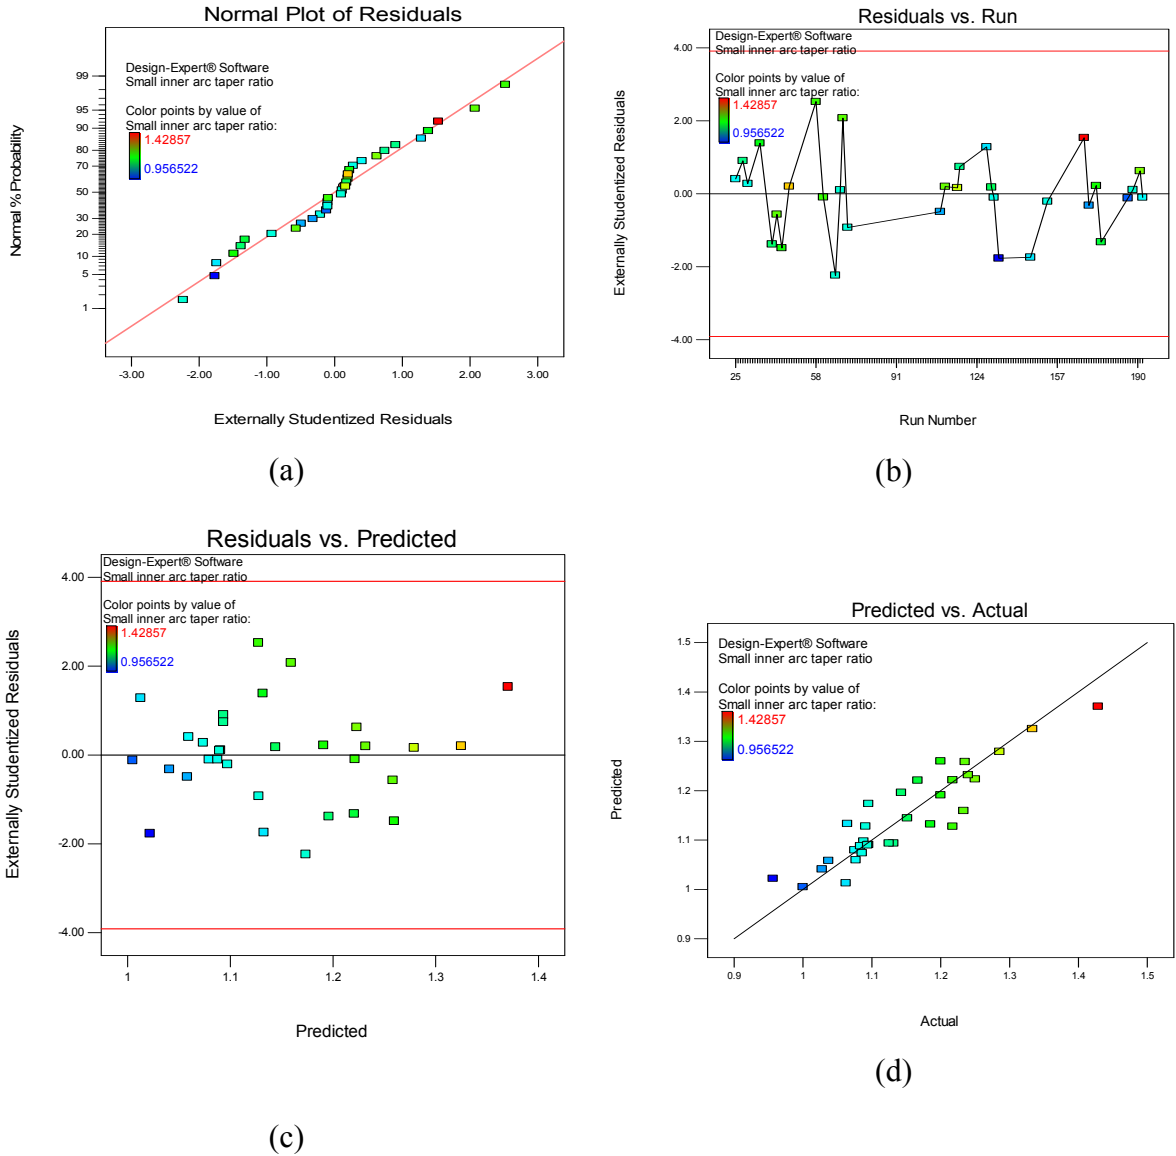 Normal Plot of Residuals
Design-Expert® Software
Small inner arc taper ratio
Color points by value of
Small inner arc taper ratio:
1.42857
0.956522
Normal % Probability
99
95
90
80
70
50
30
20
10
5
1
-3.00
-2.00
-1.00
0.00
1.00
2.00
3.00
Externally Studentized Residuals
(a)
Residuals vs. Run
Design-Expert® Software
Small inner arc taper ratio
Color points by value of
Small inner arc taper ratio:
1.42857
0.956522
Externally Studentized Residuals
4.00
2.00
0.00
-2.00
-4.00
25
58
91
124
157
190
Run Number
(b)
Residuals vs. Predicted
Design-Expert® Software
Small inner arc taper ratio
Color points by value of
Small inner arc taper ratio:
1.42857
0.956522
Externally Studentized Residuals
4.00
2.00
0.00
-2.00
-4.00
1
1.1
1.2
1.3
1.4
Predicted
(c)
Predicted vs. Actual
Design-Expert® Software
Small inner arc taper ratio
Color points by value of
Small inner arc taper ratio:
1.42857
0.956522
Predicted
1.5
1.4
1.3
1.2
1.1
1
0.9
0.9
1
1.1
1.2
1.3
1.4
1.5
Actual
(d)